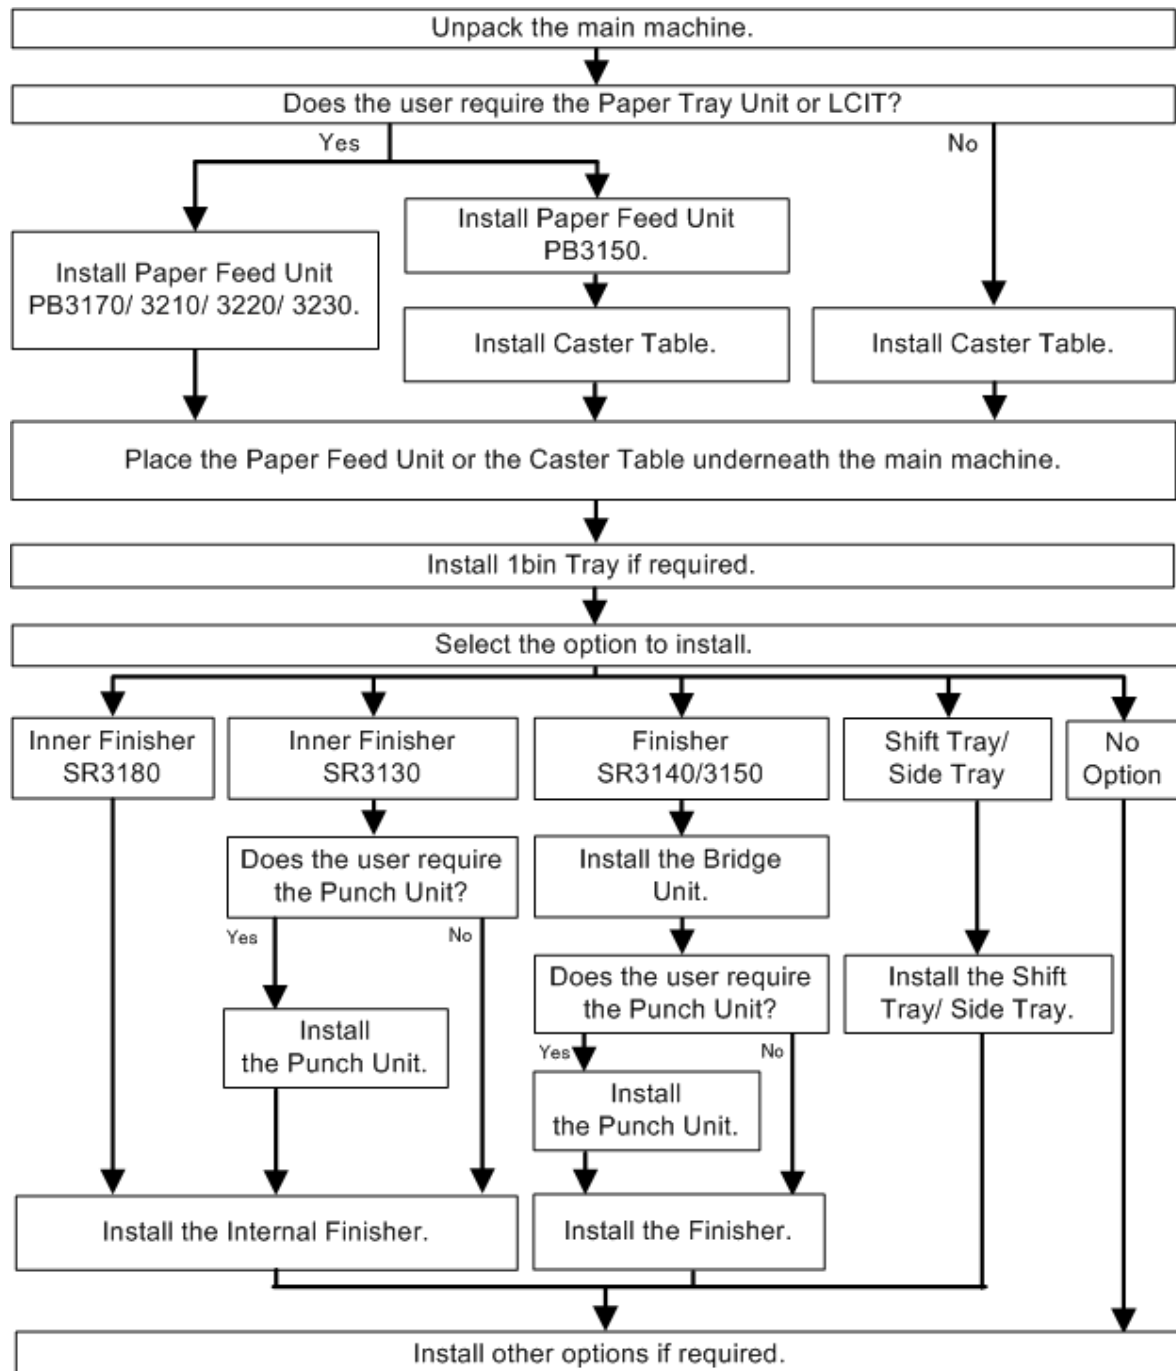 Unpack the main machine.
Does the user require the Paper Tray Unit or LCIT?
Yes
No
Install Paper Feed Unit
PB3170/ 3210/ 3220/ 3230.
Install Paper Feed Unit
PB3150.
Install Caster Table.
Install Caster Table.
Place the Paper Feed Unit or the Caster Table underneath the main machine.
Install 1bin Tray if required.
Select the option to install.
Inner Finisher
SR3180
Inner Finisher
SR3130
Finisher
SR3140/3150
Shift Tray/
Side Tray
No
Option
Does the user require
the Punch Unit?
Yes
No
Install
the Punch Unit.
Install the Bridge
Unit.
Does the user require
the Punch Unit?
Yes
No
Install
the Punch Unit.
Install the Shift
Tray/ Side Tray.
Install the Internal Finisher.
Install the Finisher.
Install other options if required.